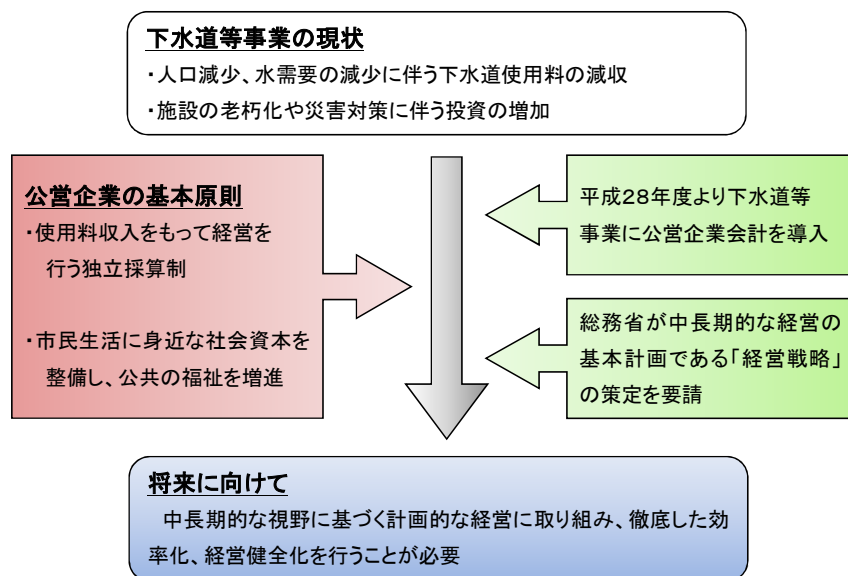 下水道等事業の現状
・人口減少、水需要の減少に伴う下水道使用料の減収
・施設の老朽化や災害対策に伴う投資の増加
公営企業の基本原則
・使用料収入をもって経営を
行う独立採算制
・市民生活に身近な社会資本を
整備し、公共の福祉を増進
平成28年度より下水道等
事業に公営企業会計を導入
総務省が中長期的な経営の
基本計画である「経営戦略」
の策定を要請
将来に向けて
中長期的な視野に基づく計画的な経営に取り組み、徹底した効
率化、経営健全化を行うことが必要